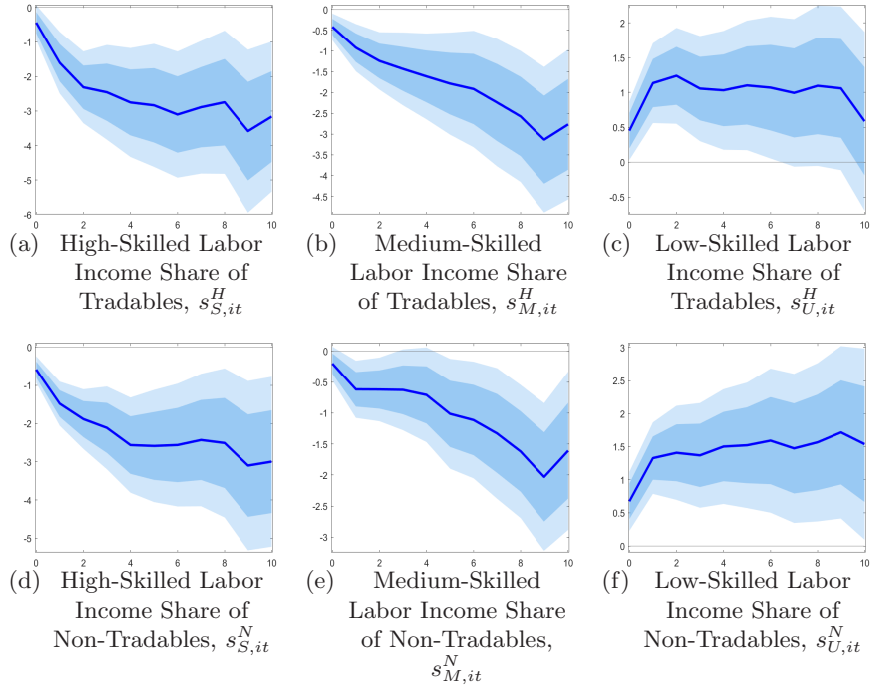 0
-1
-2
-3
-4
-5
-6
0 2 4 6 8 10
(a) High-Skilled Labor
Income Share of
Tradables, $s_{S,it}^{H}$
0
-0.5
-1
-1.5
-2
-2.5
-3
-3.5
-4
-4.5
0 2 4 6 8 10
(b) Medium-Skilled
Labor Income Share
of Tradables, $s_{M,it}^{H}$
2
1.5
1
0.5
0
-0.5
0 2 4 6 8 10
(c) Low-Skilled Labor
Income Share of
Tradables, $s_{U,it}^{H}$
0
-1
-2
-3
-4
-5
0 2 4 6 8 10
(d) High-Skilled Labor
Income Share of
Non-Tradables, $s_{S,it}^{N}$
0
-0.5
-1
-1.5
-2
-2.5
-3
0 2 4 6 8 10
(e) Medium-Skilled
Labor Income Share
of Non-Tradables,
$s_{M,it}^{N}$
3
2.5
2
1.5
1
0.5
0
0 2 4 6 8 10
(f) Low-Skilled Labor
Income Share of
Non-Tradables, $s_{U,it}^{N}$